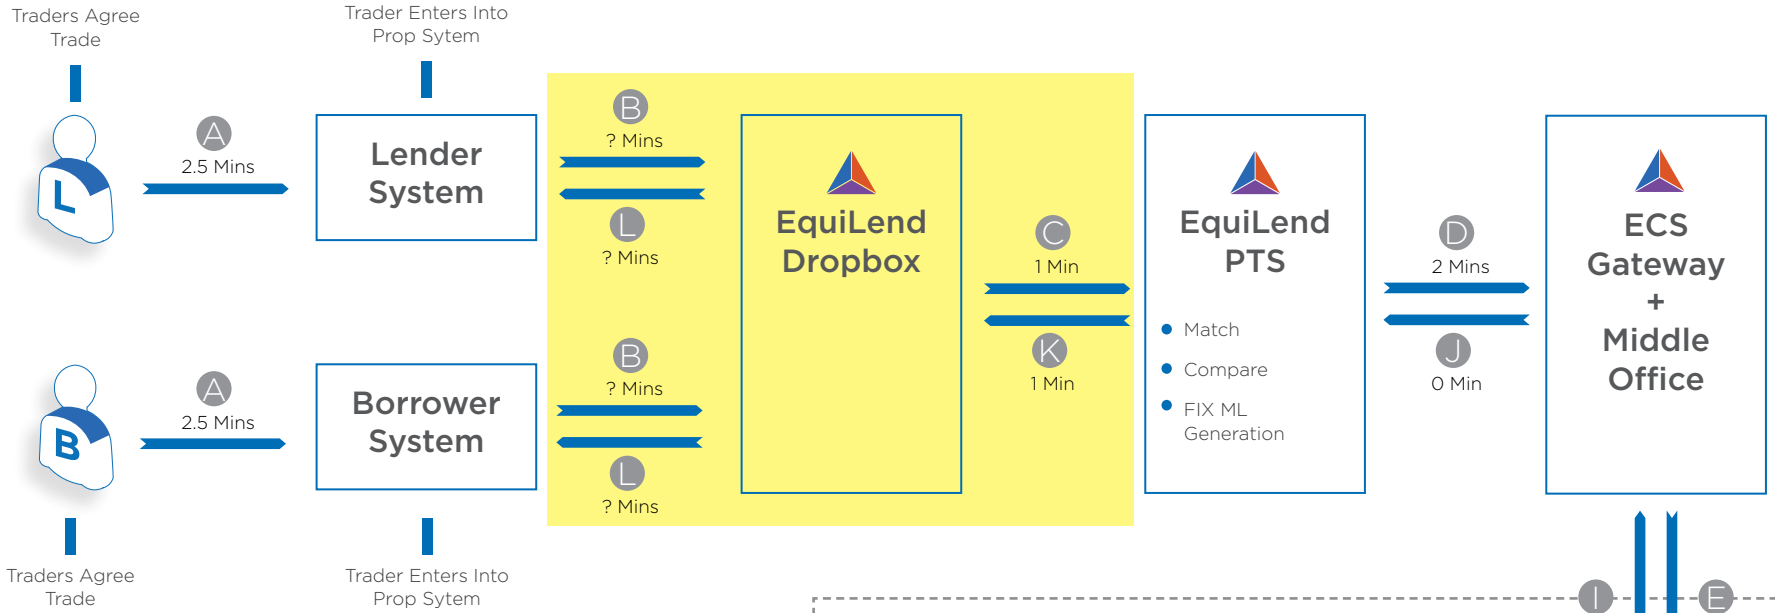 Traders Agree
Trade
Trader Enters Into
Prop Sytem
A
2.5 Mins
L
Lender
System
B
? Mins
L
? Mins
EquiLend
Dropbox
C
1 Min
K
1 Min
EquiLend
PTS
Match
Compare
FIX ML
Generation
D
2 Mins
J
0 Min
ECS
Gateway
+
Middle
Office
A
2.5 Mins
B
Borrower
System
B
? Mins
L
? Mins
Traders Agree
Trade
Trader Enters Into
Prop Sytem
I
E